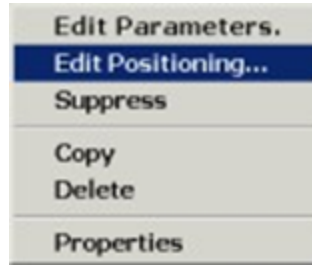 Edit Parameters.
Edit Positioning...
Suppress
Copy
Delete
Properties